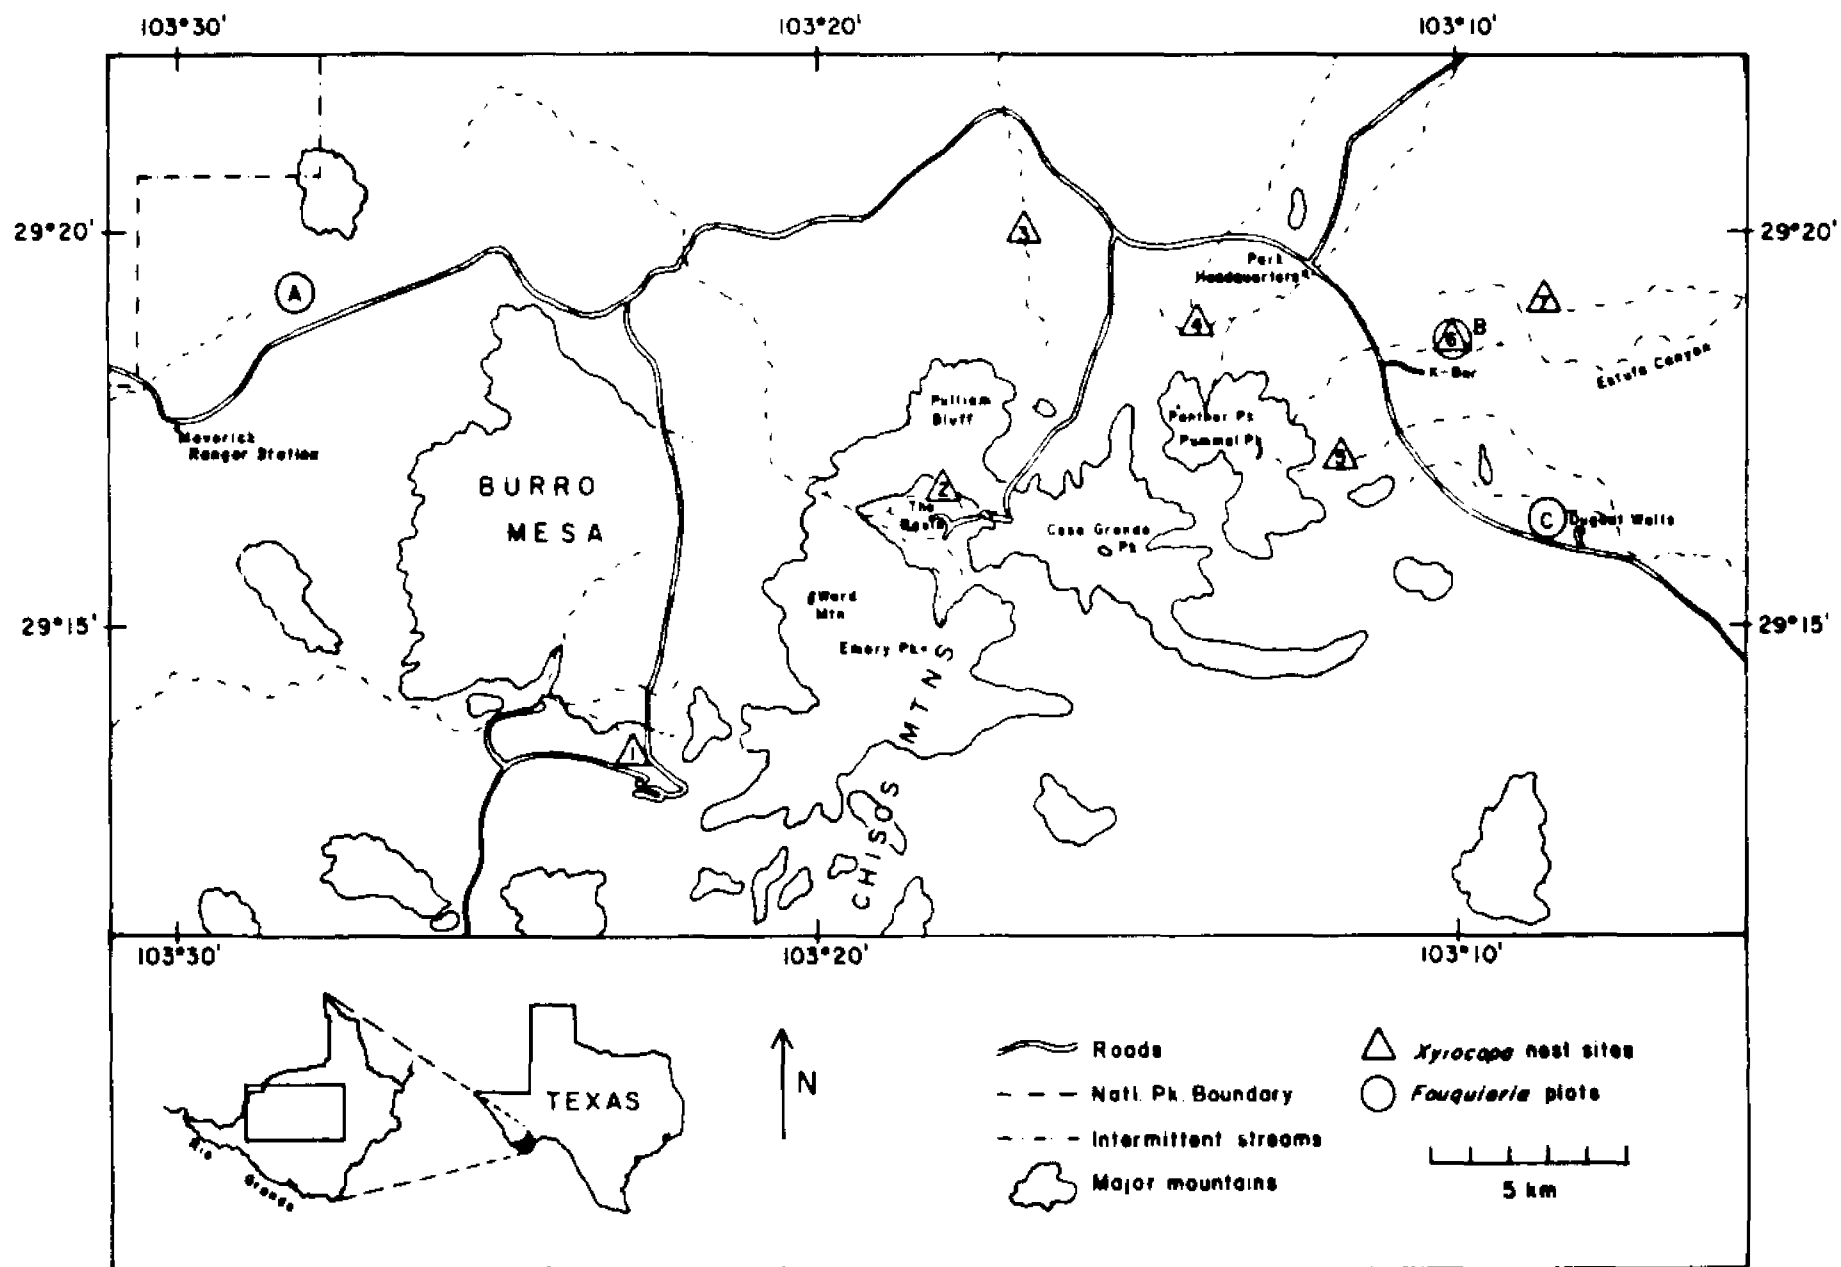 103°30' 103°20' 103°10'
29°20' 29°20'
3
A
Park
Headquarters
4
7
6 B
K-Bar
Estufa Canyon
Maverick
Ranger Station
Pulliam
Bluff
Panther Pk
Pummel Pk
5
BURRO
MESA
2
The
Basin
Casa Grande
Pk
C Dugout Wells
Ward
Mtn
29°15' 29°15'
Emory Pk
CHISOS MTNS
1
103°30' 103°20' 103°10'
TEXAS
Rio Grande
N
Roads
Natl. Pk. Boundary
Intermittent streams
Major mountains
Xylocopa nest sites
Fouquieria plots
5 km